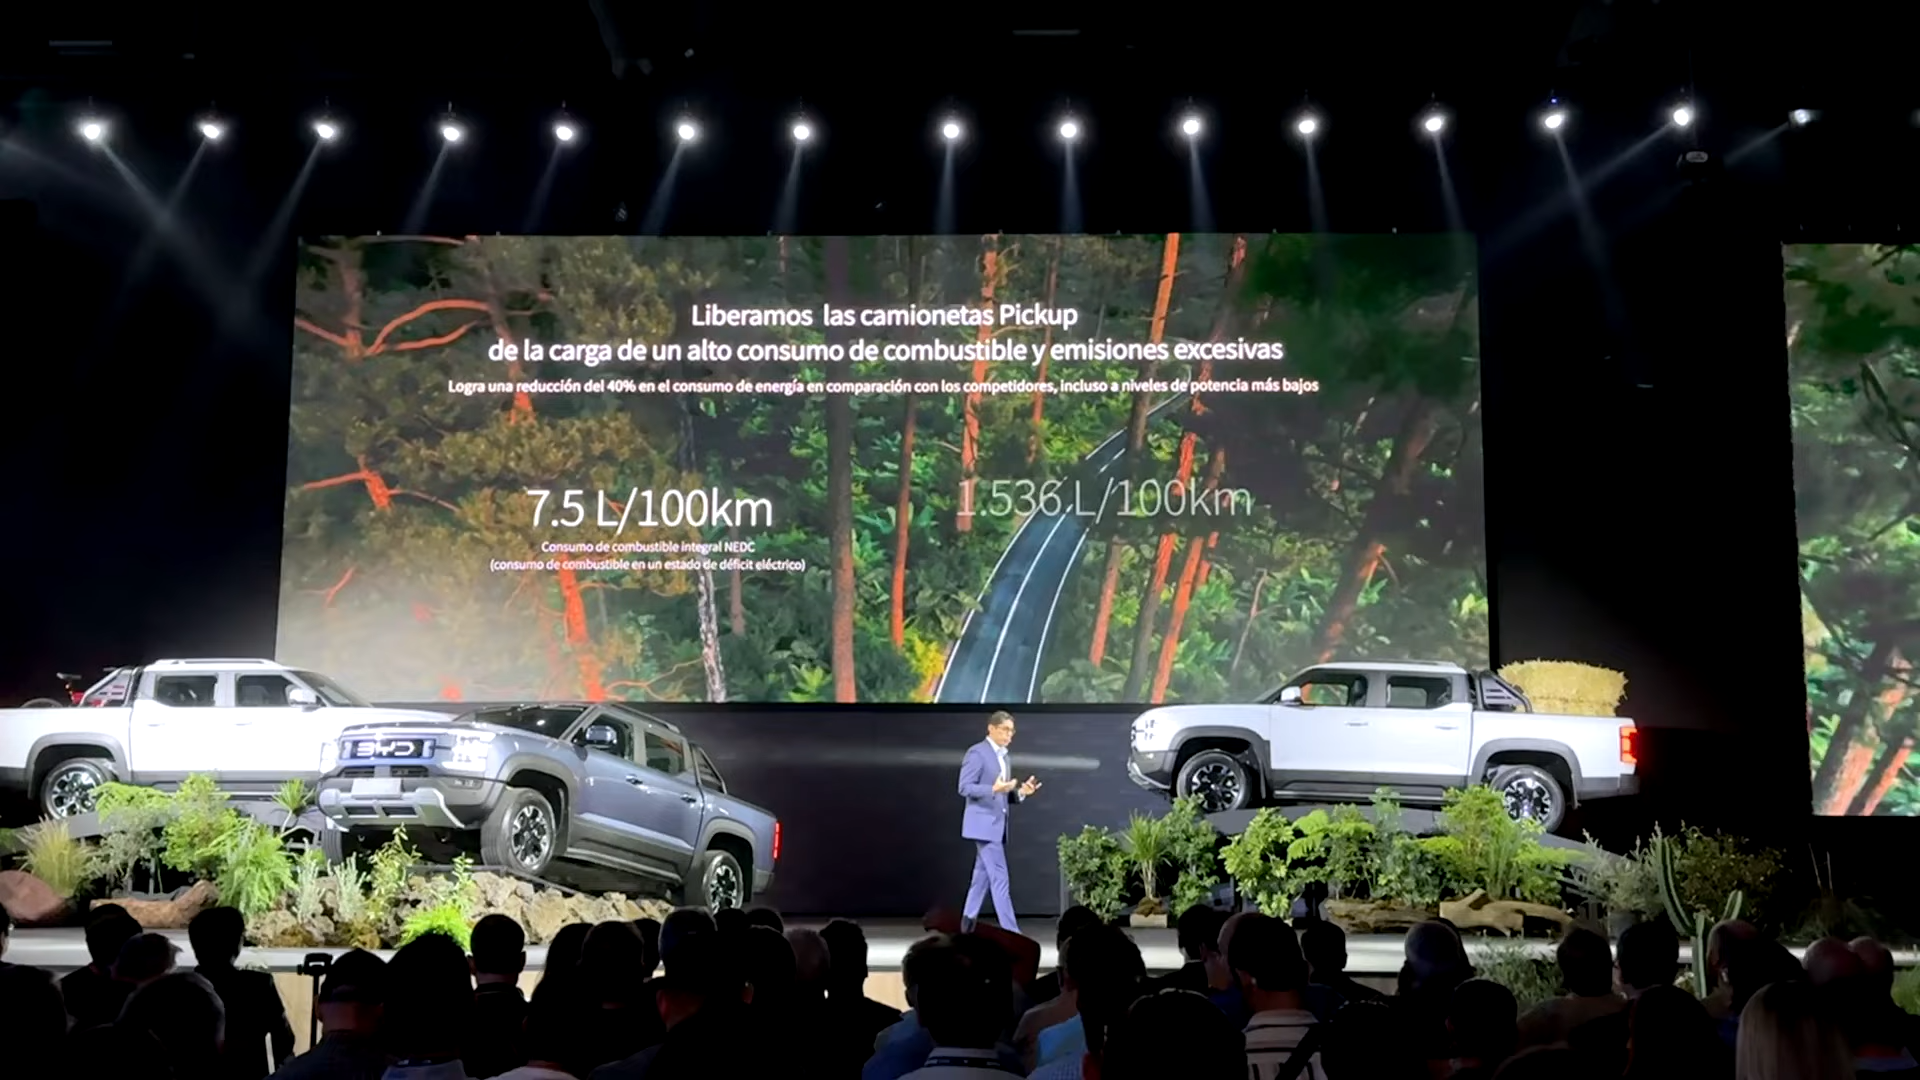 Liberamos las camionetas Pickup
de la carga de un alto consumo de combustible y emisiones excesivas
Logra una reducción del 40% en el consumo de energía en comparación con los competidores, incluso a niveles de potencia más bajos
7.5 L/100km
1.536 L/100km
Consumo de combustible integral NEDC
(consumo de combustible en un estado de déficit eléctrico)
BYD